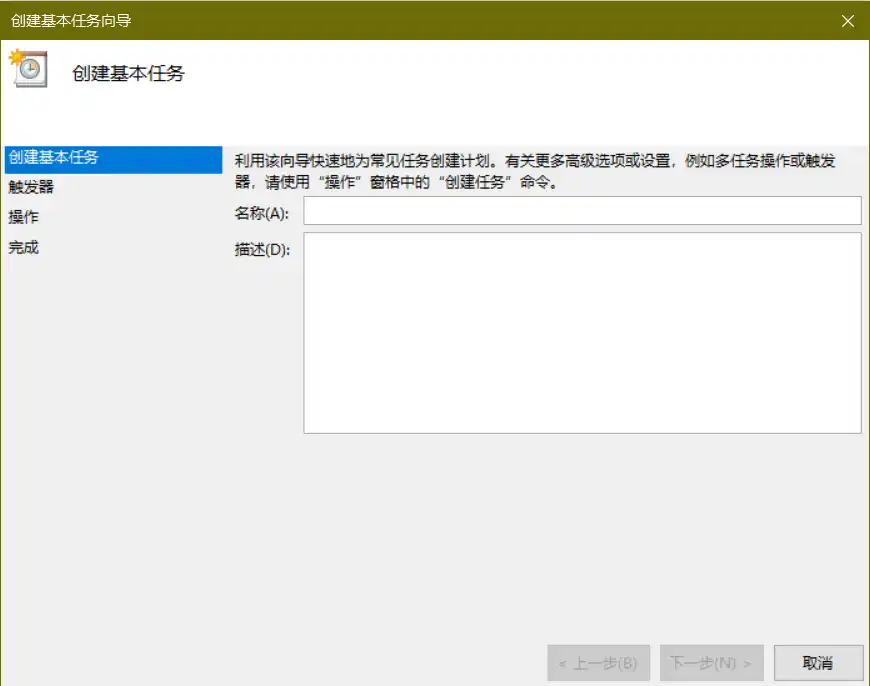 创建基本任务向导
创建基本任务
创建基本任务
触发器
操作
完成
利用该向导快速地为常见任务创建计划。有关更多高级选项或设置，例如多任务操作或触发
器，请使用“操作”窗格中的“创建任务”命令。
名称(A):
描述(D):
< 上一步(B)
下一步(N) >
取消